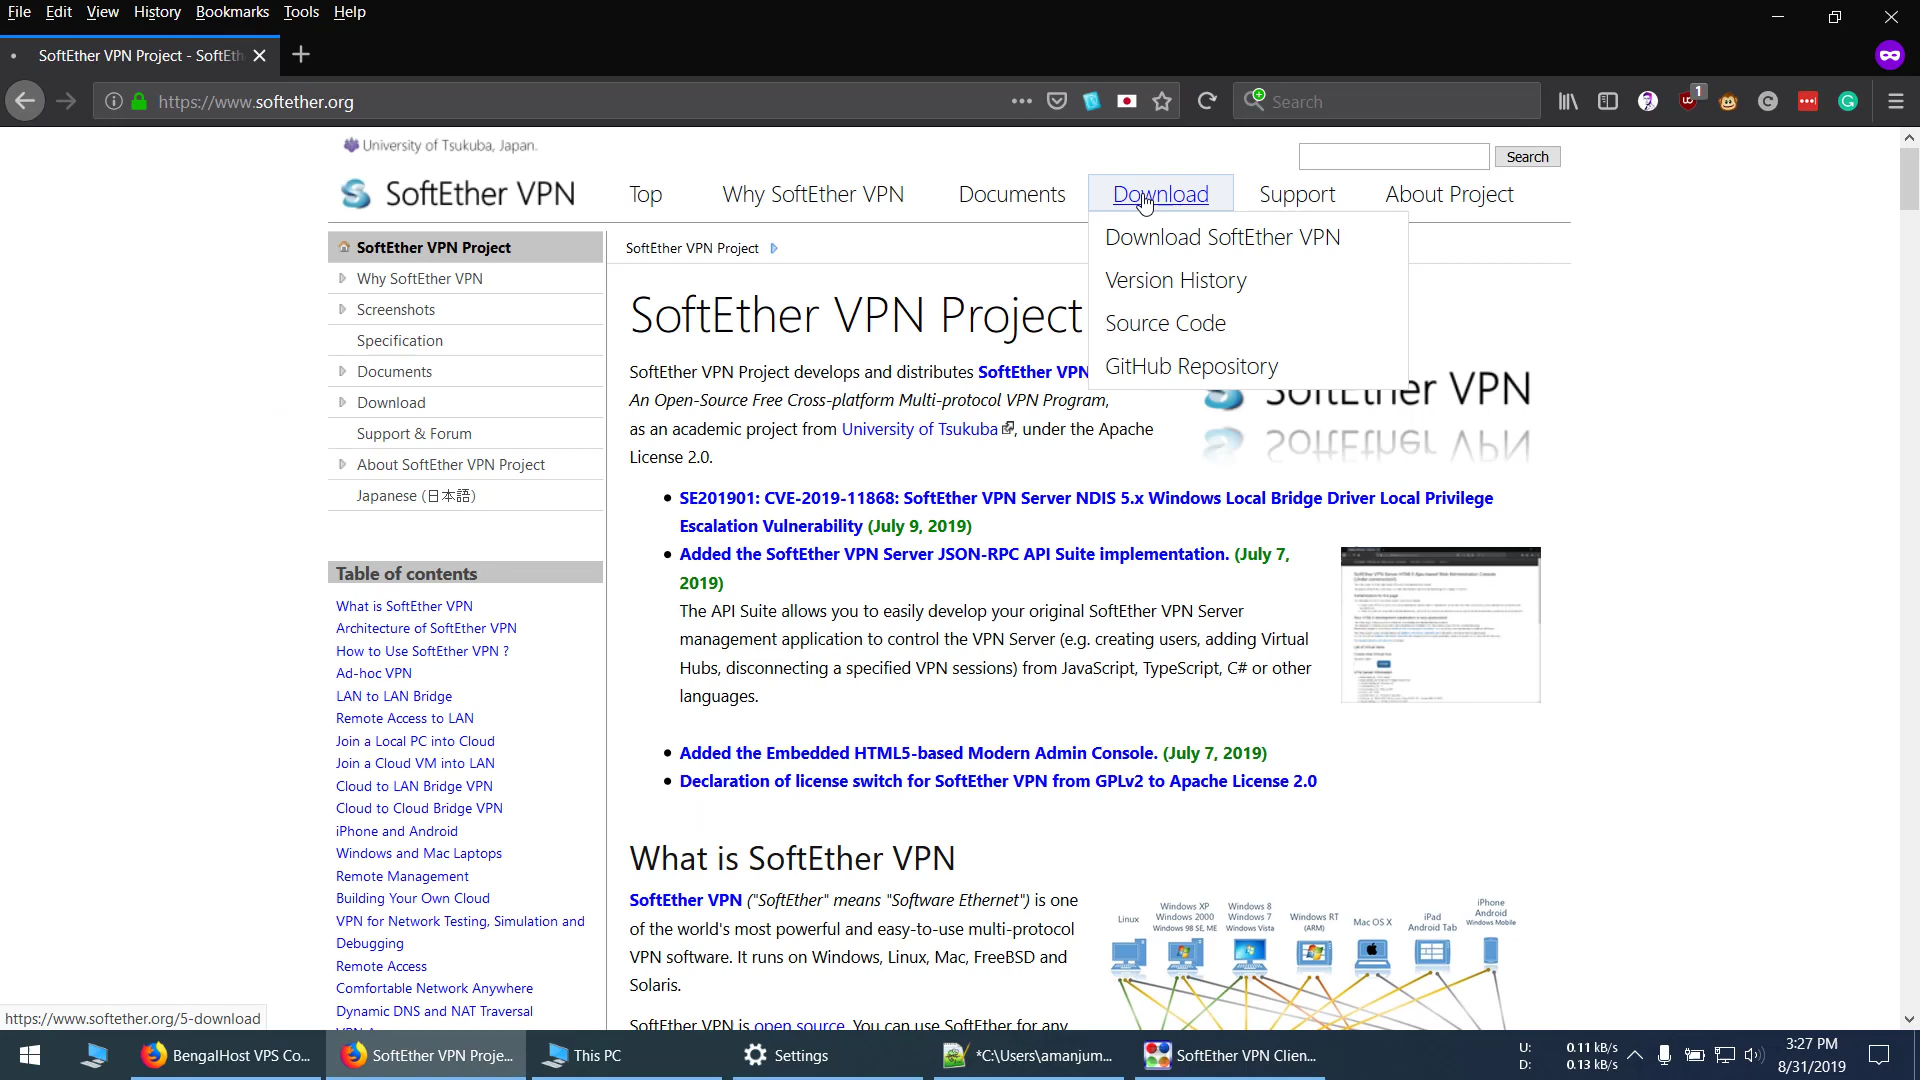 File Edit View History Bookmarks Tools Help
SoftEther VPN Project - SoftEth
https://www.softether.org
Search
1
University of Tsukuba, Japan.
Search
SoftEther VPN
Top Why SoftEther VPN Documents Download Support About Project
Download SoftEther VPN
Version History
Source Code
GitHub Repository
SoftEther VPN Project
Why SoftEther VPN
Screenshots
Specification
Documents
Download
Support & Forum
About SoftEther VPN Project
Japanese (日本語)
Table of contents
What is SoftEther VPN
Architecture of SoftEther VPN
How to Use SoftEther VPN ?
Ad-hoc VPN
LAN to LAN Bridge
Remote Access to LAN
Join a Local PC into Cloud
Join a Cloud VM into LAN
Cloud to LAN Bridge VPN
Cloud to Cloud Bridge VPN
iPhone and Android
Windows and Mac Laptops
Remote Management
Building Your Own Cloud
VPN for Network Testing, Simulation and
Debugging
Remote Access
Comfortable Network Anywhere
Dynamic DNS and NAT Traversal
SoftEther VPN Project
SoftEther VPN Project
SoftEther VPN Project develops and distributes SoftEther VPN
An Open-Source Free Cross-platform Multi-protocol VPN Program,
as an academic project from University of Tsukuba, under the Apache
License 2.0.
SoftEther VPN
• SE201901: CVE-2019-11868: SoftEther VPN Server NDIS 5.x Windows Local Bridge Driver Local Privilege
Escalation Vulnerability (July 9, 2019)
• Added the SoftEther VPN Server JSON-RPC API Suite implementation. (July 7,
2019)
The API Suite allows you to easily develop your original SoftEther VPN Server
management application to control the VPN Server (e.g. creating users, adding Virtual
Hubs, disconnecting a specified VPN sessions) from JavaScript, TypeScript, C# or other
languages.
• Added the Embedded HTML5-based Modern Admin Console. (July 7, 2019)
• Declaration of license switch for SoftEther VPN from GPLv2 to Apache License 2.0
What is SoftEther VPN
SoftEther VPN ("SoftEther" means "Software Ethernet") is one
of the world's most powerful and easy-to-use multi-protocol
VPN software. It runs on Windows, Linux, Mac, FreeBSD and
Solaris.
SoftEther VPN is open source. You can use SoftEther for any
Linux
Windows XP
Windows 2000
Windows 98 SE, ME
Windows 8
Windows 7
Windows Vista
Windows RT
(ARM)
Mac OS X
iPad
Android Tab
iPhone
Android
Windows Mobile
https://www.softether.org/5-download
BengalHost VPS Co...
SoftEther VPN Proje...
This PC
Settings
*C:\Users\amanjum...
SoftEther VPN Clien...
U: 0.11 kB/s
D: 0.13 kB/s
3:27 PM
8/31/2019